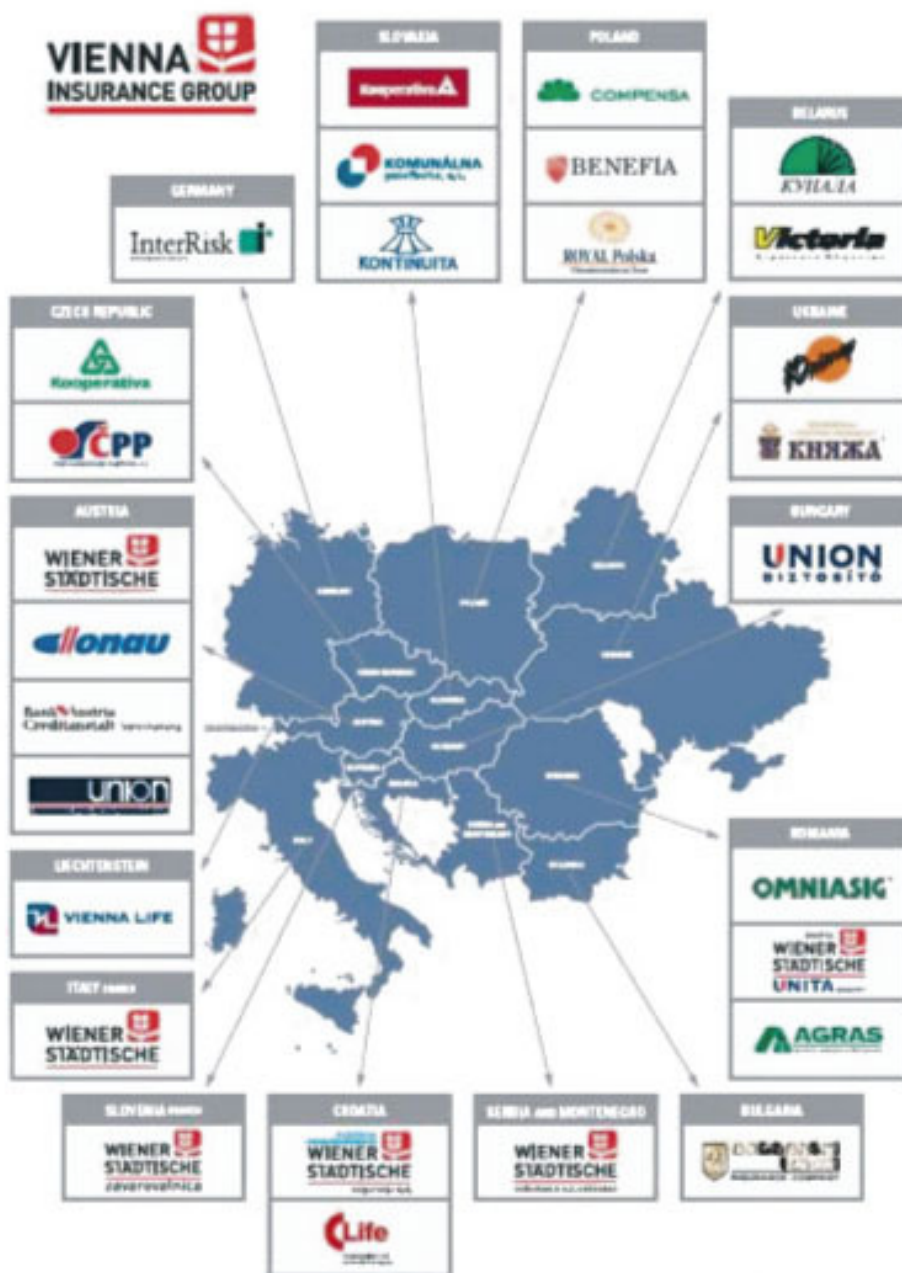 VIENNA
INSURANCE GROUP
SLOVAKIA
Kooperativa
KOMUNÁLNA
KONTINUITA
POLAND
COMPENSA
BENEFIA
ROYAL Polska
BELARUS
КУПАЛА
Victoria
GERMANY
InterRisk
CZECH REPUBLIC
Kooperativa
ČPP
UKRAINE
КНЯЖА
HUNGARY
UNION
BIZTOSÍTÓ
AUSTRIA
WIENER
STÄDTISCHE
Donau
BankAustria
Creditanstalt
union
LIECHTENSTEIN
VIENNA LIFE
ITALY
WIENER
STÄDTISCHE
ROMANIA
OMNIASIG
WIENER
STÄDTISCHE
UNITA
AGRAS
SLOVENIA
WIENER
STÄDTISCHE
zavarovalnica
CROATIA
WIENER
STÄDTISCHE
Life
SERBIA AND MONTENEGRO
WIENER
STÄDTISCHE
BULGARIA